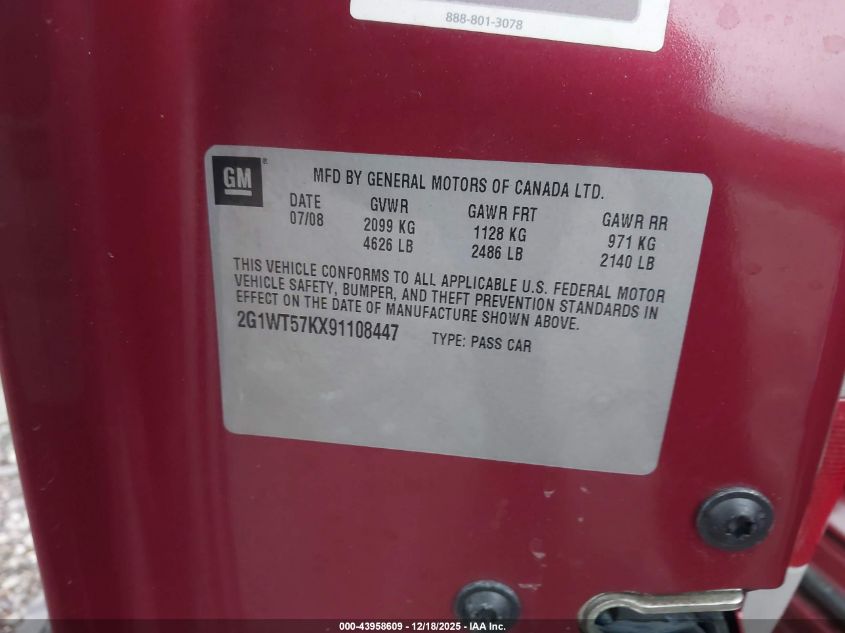 888-801-3078
GM®
MFD BY GENERAL MOTORS OF CANADA LTD.
DATE GVWR GAWR FRT GAWR RR
07/08 2099 KG 1128 KG 971 KG
4626 LB 2486 LB 2140 LB
THIS VEHICLE CONFORMS TO ALL APPLICABLE U.S. FEDERAL MOTOR
VEHICLE SAFETY, BUMPER, AND THEFT PREVENTION STANDARDS IN
EFFECT ON THE DATE OF MANUFACTURE SHOWN ABOVE.
2G1WT57KX91108447 TYPE: PASS CAR
000-43958609 | 12/18/2025 - IAA Inc.